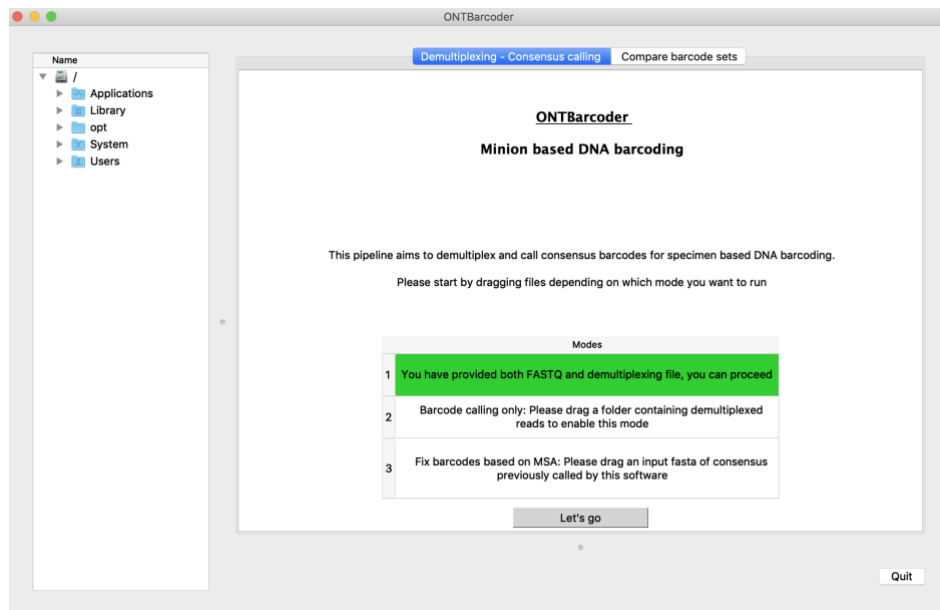 ONTBarcoder
Name
/
Applications
Library
opt
System
Users
Demultiplexing - Consensus calling
Compare barcode sets
ONTBarcoder
Minion based DNA barcoding
This pipeline aims to demultiplex and call consensus barcodes for specimen based DNA barcoding.
Please start by dragging files depending on which mode you want to run
Modes
1 You have provided both FASTQ and demultiplexing file, you can proceed
2 Barcode calling only: Please drag a folder containing demultiplexed
reads to enable this mode
3 Fix barcodes based on MSA: Please drag an input fasta of consensus
previously called by this software
Let's go
Quit